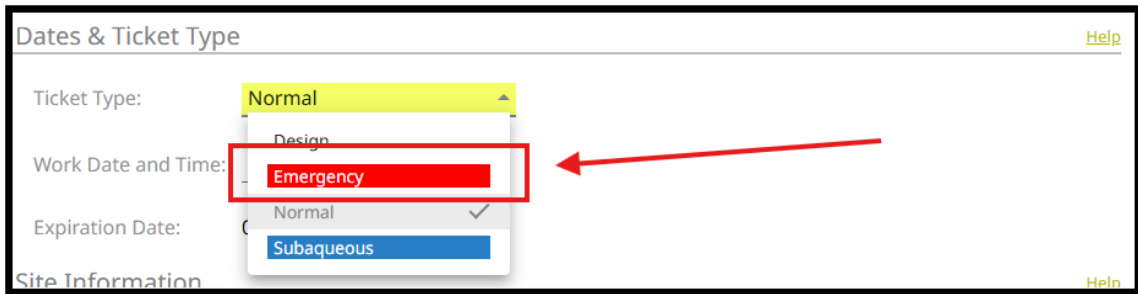 Dates & Ticket Type Help
Ticket Type: Normal
Design
Work Date and Time:
Emergency
Normal
Expiration Date:
Subaqueous
Site Information Help